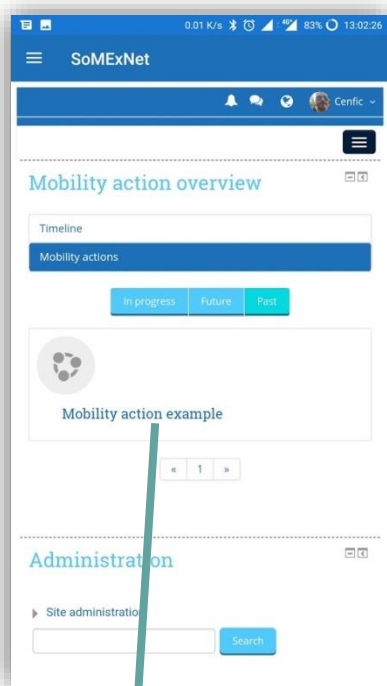 0.01 K/s 4G 83% 13:02:26
SoMExNet
Cenfic
Mobility action overview
Timeline
Mobility actions
In progress Future Past
Mobility action example
« 1 »
Administration
Site administration
Search